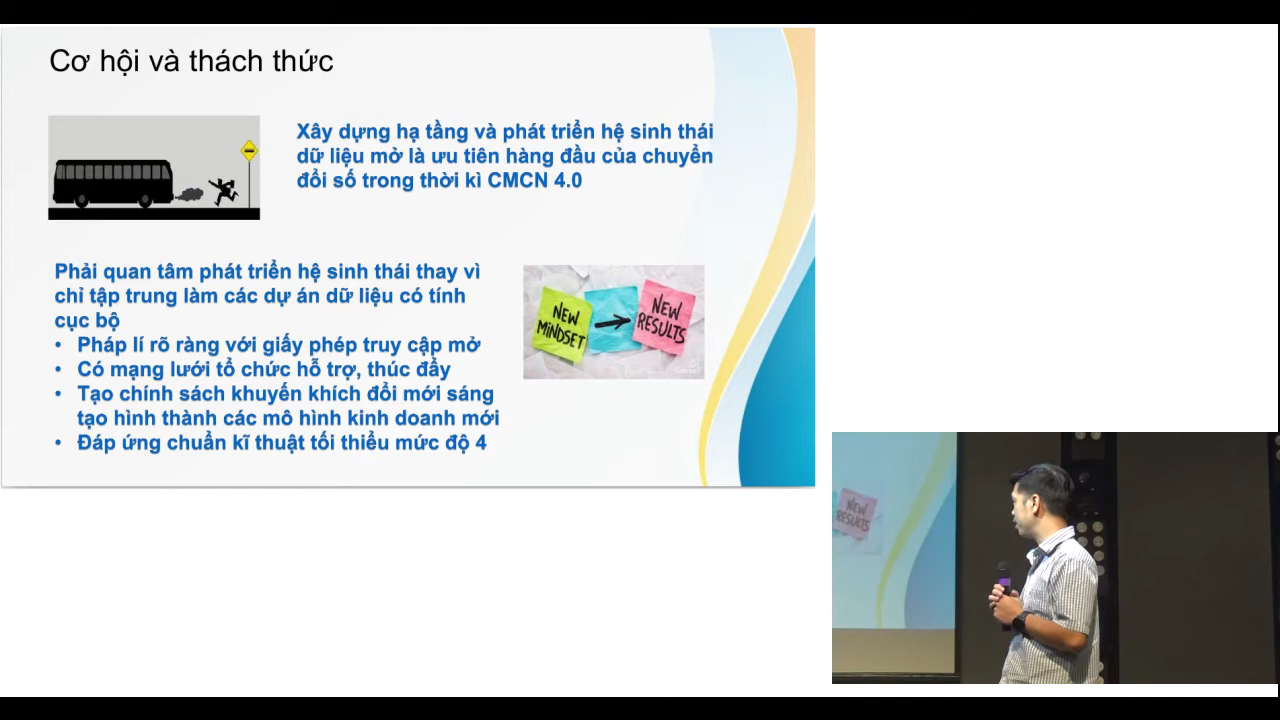 Cơ hội và thách thức
Xây dựng hạ tầng và phát triển hệ sinh thái
dữ liệu mở là ưu tiên hàng đầu của chuyển
đổi số trong thời kì CMCN 4.0
Phải quan tâm phát triển hệ sinh thái thay vì
chỉ tập trung làm các dự án dữ liệu có tính
cục bộ
• Pháp lí rõ ràng với giấy phép truy cập mở
• Có mạng lưới tổ chức hỗ trợ, thúc đẩy
• Tạo chính sách khuyến khích đổi mới sáng
tạo hình thành các mô hình kinh doanh mới
• Đáp ứng chuẩn kĩ thuật tối thiểu mức độ 4
NEW
MINDSET
NEW
RESULTS
NEW
RESULTS